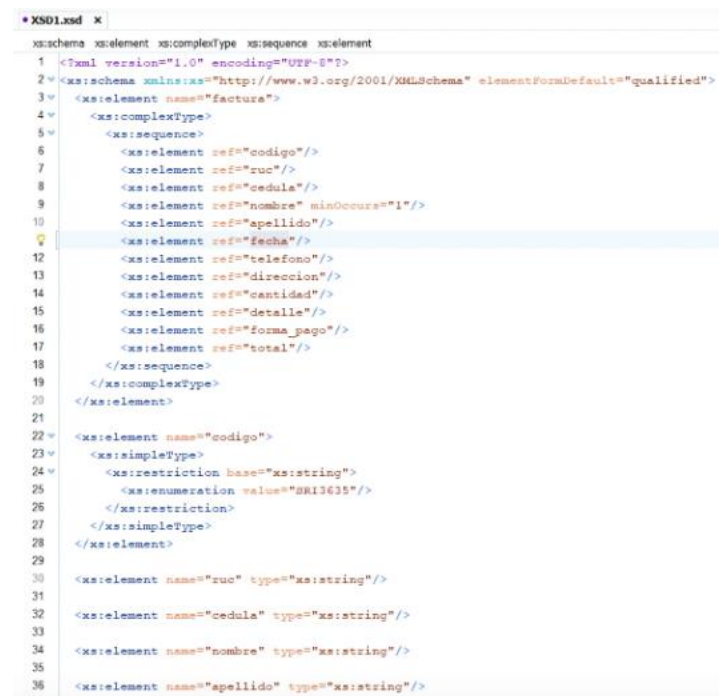 XSD1.xsd ×
xs:schema xs:element xs:complexType xs:sequence xs:element
1 <?xml version="1.0" encoding="UTF-8"?>
2 <xs:schema xmlns:xs="http://www.w3.org/2001/XMLSchema" elementFormDefault="qualified">
3 <xs:element name="factura">
4 <xs:complexType>
5 <xs:sequence>
6 <xs:element ref="codigo"/>
7 <xs:element ref="ruc"/>
8 <xs:element ref="cedula"/>
9 <xs:element ref="nombre" minOccurs="1"/>
10 <xs:element ref="apellido"/>
<xs:element ref="fecha"/>
12 <xs:element ref="telefono"/>
13 <xs:element ref="direccion"/>
14 <xs:element ref="cantidad"/>
15 <xs:element ref="detalle"/>
16 <xs:element ref="forma_pago"/>
17 <xs:element ref="total"/>
18 </xs:sequence>
19 </xs:complexType>
20 </xs:element>
21
22 <xs:element name="codigo">
23 <xs:simpleType>
24 <xs:restriction base="xs:string">
25 <xs:enumeration value="SRI3635"/>
26 </xs:restriction>
27 </xs:simpleType>
28 </xs:element>
29
30 <xs:element name="ruc" type="xs:string"/>
31
32 <xs:element name="cedula" type="xs:string"/>
33
34 <xs:element name="nombre" type="xs:string"/>
35
36 <xs:element name="apellido" type="xs:string"/>